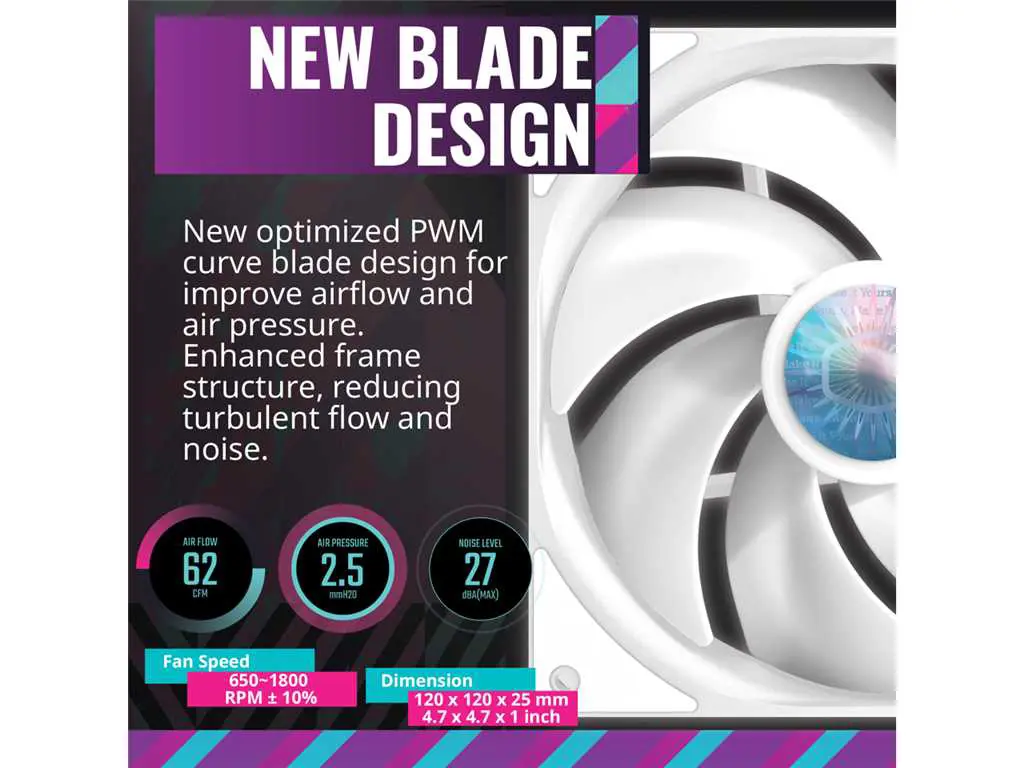 NEW BLADE
DESIGN
New optimized PWM
curve blade design for
improve airflow and
air pressure.
Enhanced frame
structure, reducing
turbulent flow and
noise.
AIR FLOW
62
CFM
AIR PRESSURE
2.5
mmH2O
NOISE LEVEL
27
dBA(MAX)
Fan Speed
650~1800
RPM ± 10%
Dimension
120 x 120 x 25 mm
4.7 x 4.7 x 1 inch